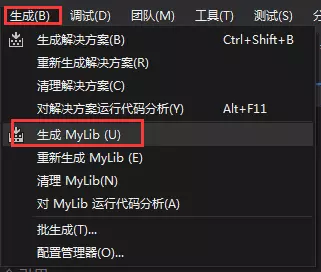 生成(B) 调试(D) 团队(M) 工具(T) 测试(S)
生成解决方案(B) Ctrl+Shift+B
重新生成解决方案(R)
清理解决方案(C)
对解决方案运行代码分析(Y) Alt+F11
生成 MyLib (U)
重新生成 MyLib (E)
清理 MyLib(N)
对 MyLib 运行代码分析(A)
批生成(T)...
配置管理器(O)...